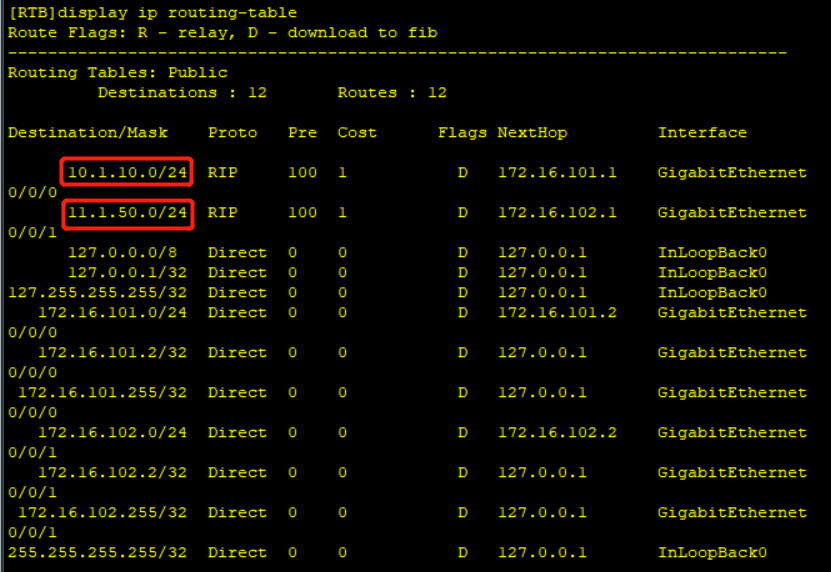 [RTB]display ip routing-table
Route Flags: R - relay, D - download to fib
------------------------------------------------------------------------------
Routing Tables: Public
Destinations : 12 Routes : 12
Destination/Mask Proto Pre Cost Flags NextHop Interface
10.1.10.0/24 RIP 100 1 D 172.16.101.1 GigabitEthernet
0/0/0
11.1.50.0/24 RIP 100 1 D 172.16.102.1 GigabitEthernet
0/0/1
127.0.0.0/8 Direct 0 0 D 127.0.0.1 InLoopBack0
127.0.0.1/32 Direct 0 0 D 127.0.0.1 InLoopBack0
127.255.255.255/32 Direct 0 0 D 127.0.0.1 InLoopBack0
172.16.101.0/24 Direct 0 0 D 172.16.101.2 GigabitEthernet
0/0/0
172.16.101.2/32 Direct 0 0 D 127.0.0.1 GigabitEthernet
0/0/0
172.16.101.255/32 Direct 0 0 D 127.0.0.1 GigabitEthernet
0/0/0
172.16.102.0/24 Direct 0 0 D 172.16.102.2 GigabitEthernet
0/0/1
172.16.102.2/32 Direct 0 0 D 127.0.0.1 GigabitEthernet
0/0/1
172.16.102.255/32 Direct 0 0 D 127.0.0.1 GigabitEthernet
0/0/1
255.255.255.255/32 Direct 0 0 D 127.0.0.1 InLoopBack0